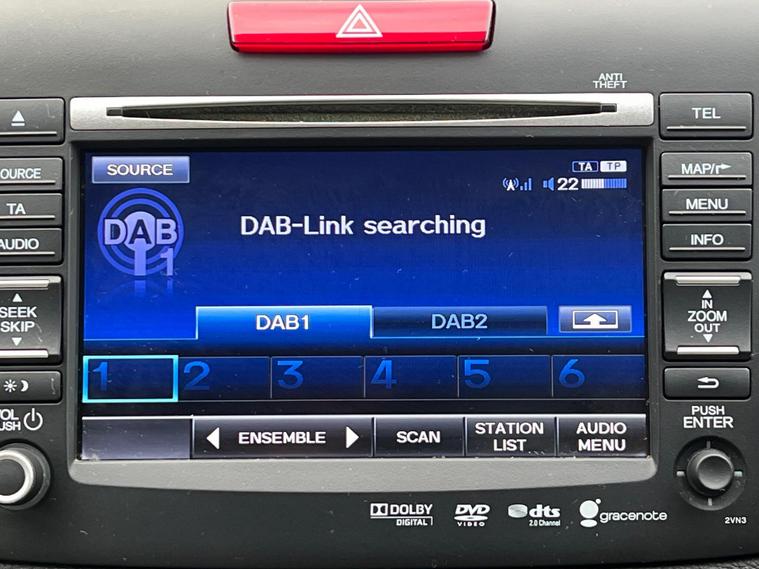 ANTI
THEFT
TEL
SOURCE
TA TP
MAP/
22
TA
MENU
AUDIO
DAB
1
DAB-Link searching
INFO
SEEK
SKIP
IN
ZOOM
OUT
DAB1
DAB2
1 2 3 4 5 6
PUSH
ENTER
ENSEMBLE
SCAN
STATION
LIST
AUDIO
MENU
DOLBY
DIGITAL
DVD
VIDEO
dts
2.0 Channel
gracenote
2VN3